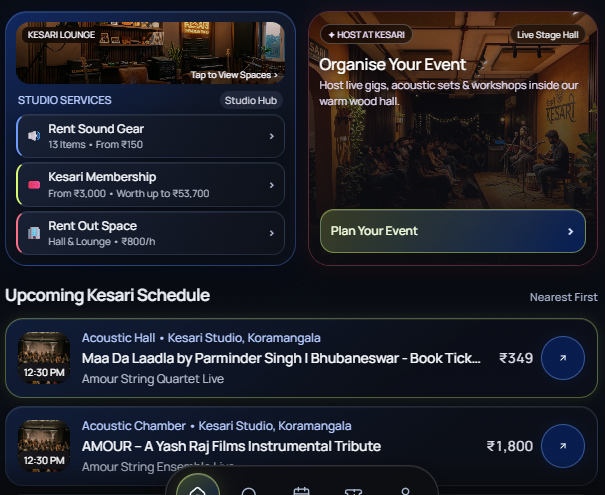 KESARI LOUNGE
Tap to View Spaces ›
STUDIO SERVICES
Studio Hub
Rent Sound Gear
13 Items • From ₹150
Kesari Membership
From ₹3,000 • Worth up to ₹53,700
Rent Out Space
Hall & Lounge • ₹800/h
✦ HOST AT KESARI
Live Stage Hall
Organise Your Event
Host live gigs, acoustic sets & workshops inside our
warm wood hall.
KESARI
Plan Your Event
Upcoming Kesari Schedule
Nearest First
Acoustic Hall • Kesari Studio, Koramangala
Maa Da Laadla by Parminder Singh l Bhubaneswar - Book Tick...
₹349
12:30 PM
Amour String Quartet Live
Acoustic Chamber • Kesari Studio, Koramangala
AMOUR – A Yash Raj Films Instrumental Tribute
₹1,800
12:30 PM
Amour String Ensemble Live